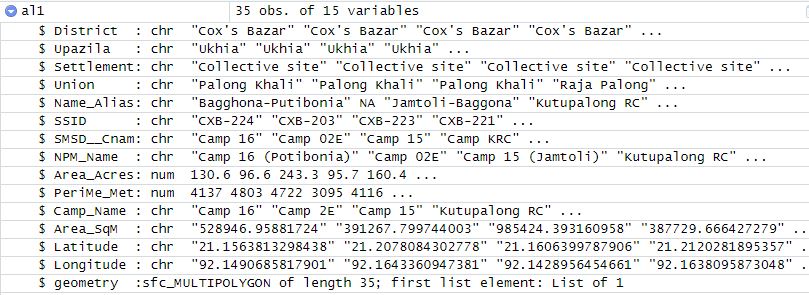 al1 35 obs. of 15 variables
$ District : chr "Cox's Bazar" "Cox's Bazar" "Cox's Bazar" "Cox's Bazar" ...
$ Upazila : chr "Ukhia" "Ukhia" "Ukhia" "Ukhia" ...
$ Settlement: chr "Collective site" "Collective site" "Collective site" "Collective site" ...
$ Union : chr "Palong Khali" "Palong Khali" "Palong Khali" "Raja Palong" ...
$ Name_Alias: chr "Bagghona-Putibonia" NA "Jamtoli-Baggona" "Kutupalong RC" ...
$ SSID : chr "CXB-224" "CXB-203" "CXB-223" "CXB-221" ...
$ SMSD__Cnam: chr "Camp 16" "Camp 02E" "Camp 15" "Camp KRC" ...
$ NPM_Name : chr "Camp 16 (Potibonia)" "Camp 02E" "Camp 15 (Jamtoli)" "Kutupalong RC" ...
$ Area_Acres: num 130.6 96.6 243.3 95.7 160.4 ...
$ PeriMe_Met: num 4137 4803 4722 3095 4116 ...
$ Camp_Name : chr "Camp 16" "Camp 2E" "Camp 15" "Kutupalong RC" ...
$ Area_SqM : chr "528946.95881724" "391267.799744003" "985424.393160958" "387729.666427279" ...
$ Latitude : chr "21.1563813298438" "21.2078084302778" "21.1606399787906" "21.2120281895357" ...
$ Longitude : chr "92.1490685817901" "92.1643360947381" "92.1428956454661" "92.1638095873048" ...
$ geometry :sfc_MULTIPOLYGON of length 35; first list element: List of 1